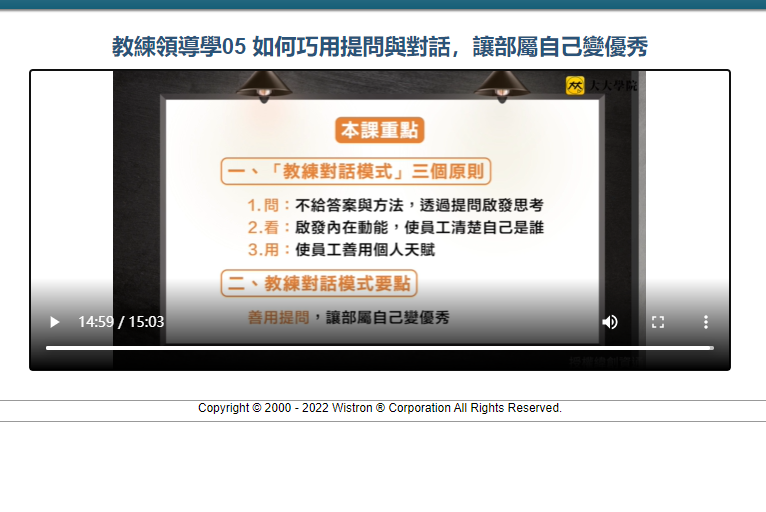 教練領導學05 如何巧用提問與對話，讓部屬自己變優秀
大大學院
本課重點
一、「教練對話模式」三個原則
1.問：不給答案與方法，透過提問啟發思考
2.看：啟發內在動能，使員工清楚自己是誰
3.用：使員工善用個人天賦
二、教練對話模式要點
善用提問，讓部屬自己變優秀
14:59 / 15:03
Copyright © 2000 - 2022 Wistron ® Corporation All Rights Reserved.